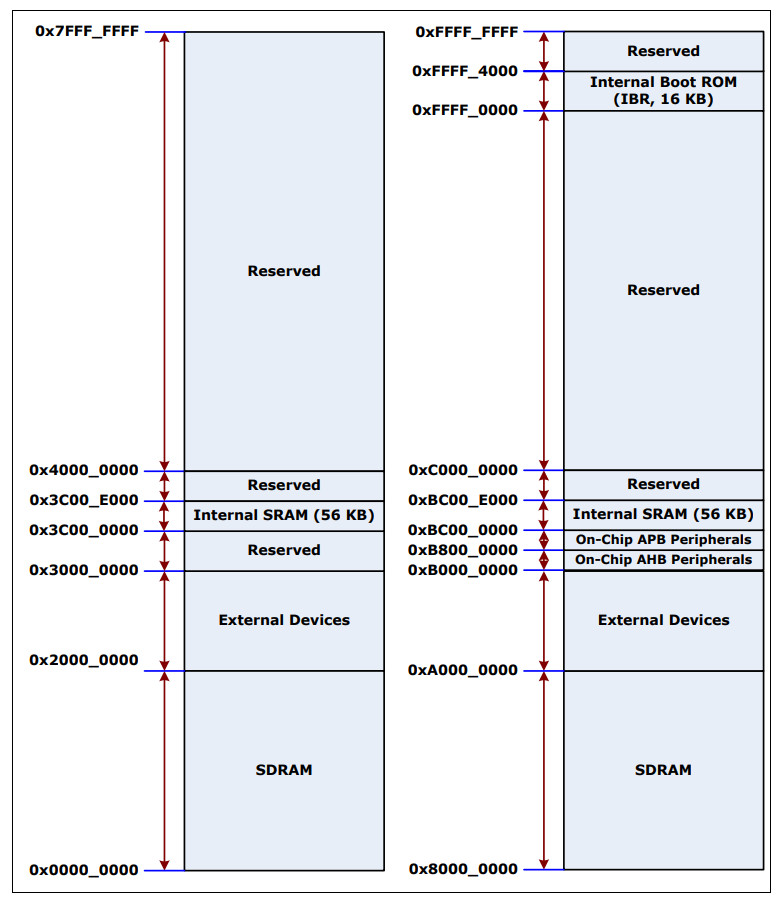 0x7FFF_FFFF
Reserved
0x4000_0000
Reserved
0x3C00_E000
Internal SRAM (56 KB)
0x3C00_0000
Reserved
0x3000_0000
External Devices
0x2000_0000
SDRAM
0x0000_0000
0xFFFF_FFFF
Reserved
0xFFFF_4000
Internal Boot ROM
(IBR, 16 KB)
0xFFFF_0000
Reserved
0xC000_0000
Reserved
0xBC00_E000
Internal SRAM (56 KB)
0xBC00_0000
On-Chip APB Peripherals
0xB800_0000
On-Chip AHB Peripherals
0xB000_0000
External Devices
0xA000_0000
SDRAM
0x8000_0000